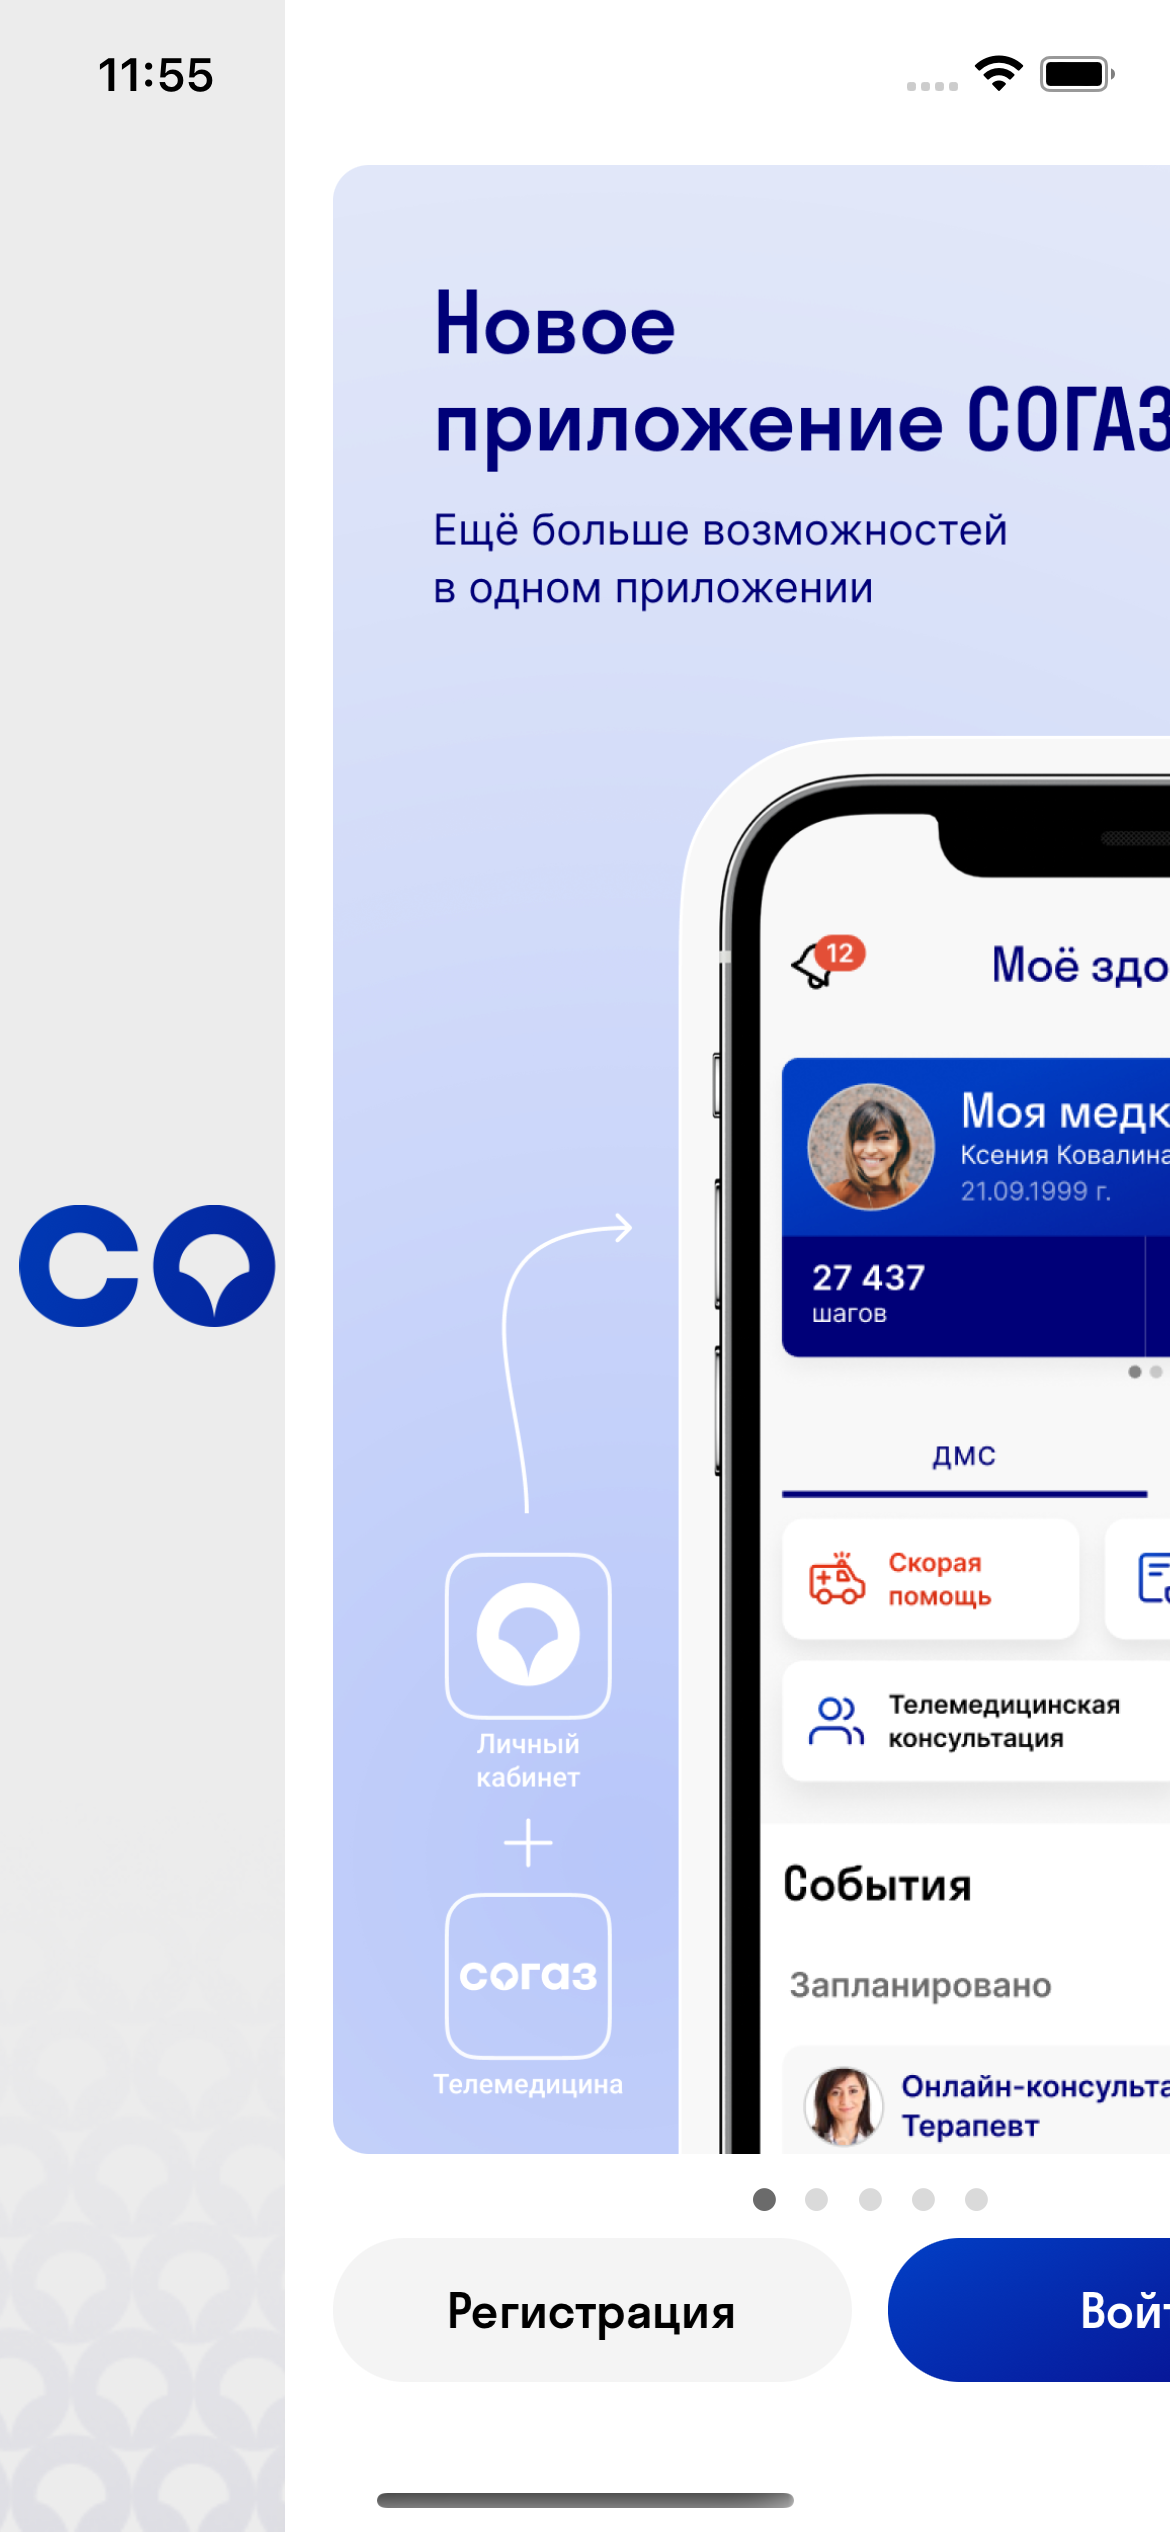 11:55
Новое
приложение СОГАЗ
Ещё больше возможностей
в одном приложении
12
Моё здо
Моя медк
Ксения Ковалина
21.09.1999 г.
27 437
шагов
ДМС
Скорая
помощь
Телемедицинская
консультация
События
Запланировано
Онлайн-консульта
Терапевт
СО
Личный
кабинет
согаз
Телемедицина
Регистрация
Войт